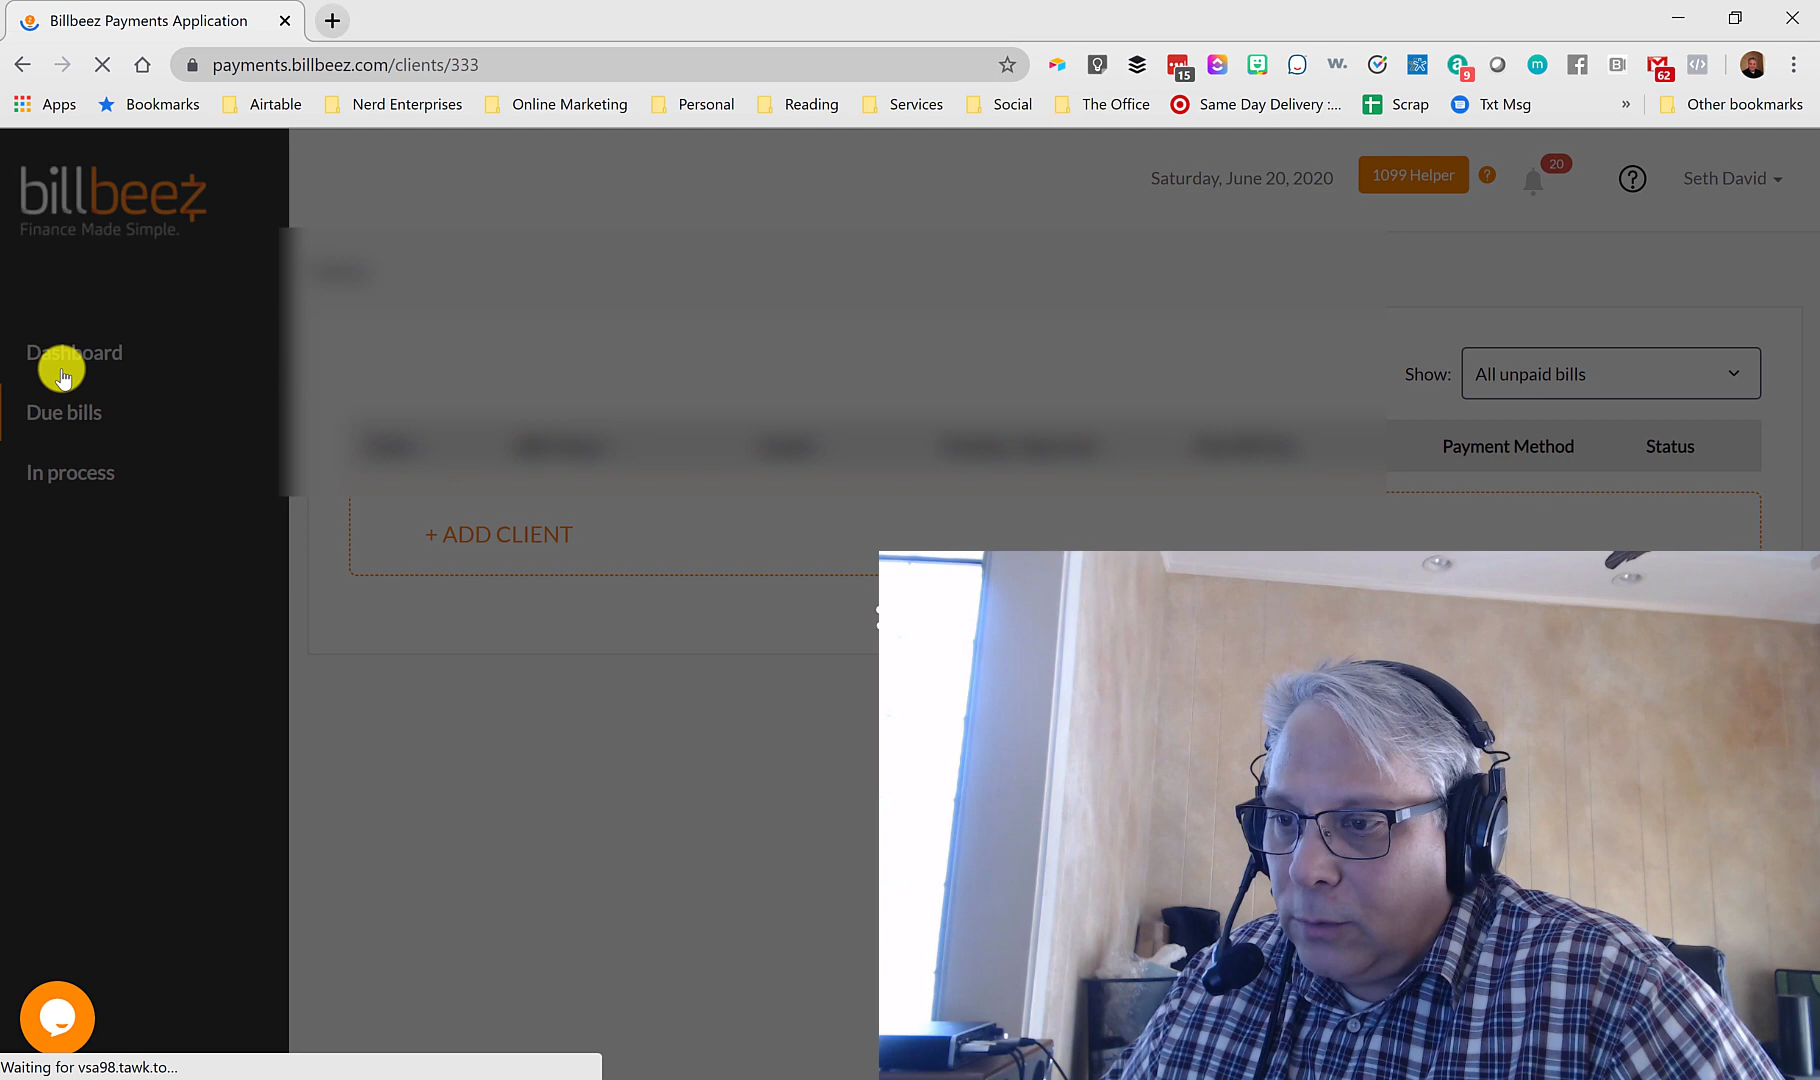 Billbeez Payments Application
payments.billbeez.com/clients/333
15
9
62
Apps
Bookmarks
Airtable
Nerd Enterprises
Online Marketing
Personal
Reading
Services
Social
The Office
Same Day Delivery :...
Scrap
Txt Msg
»
Other bookmarks
billbeez
Finance Made Simple.
Saturday, June 20, 2020
1099 Helper
?
20
?
Seth David
Dashboard
Due bills
In process
Show:
All unpaid bills
Payment Method
Status
+ ADD CLIENT
Waiting for vsa98.tawk.to...